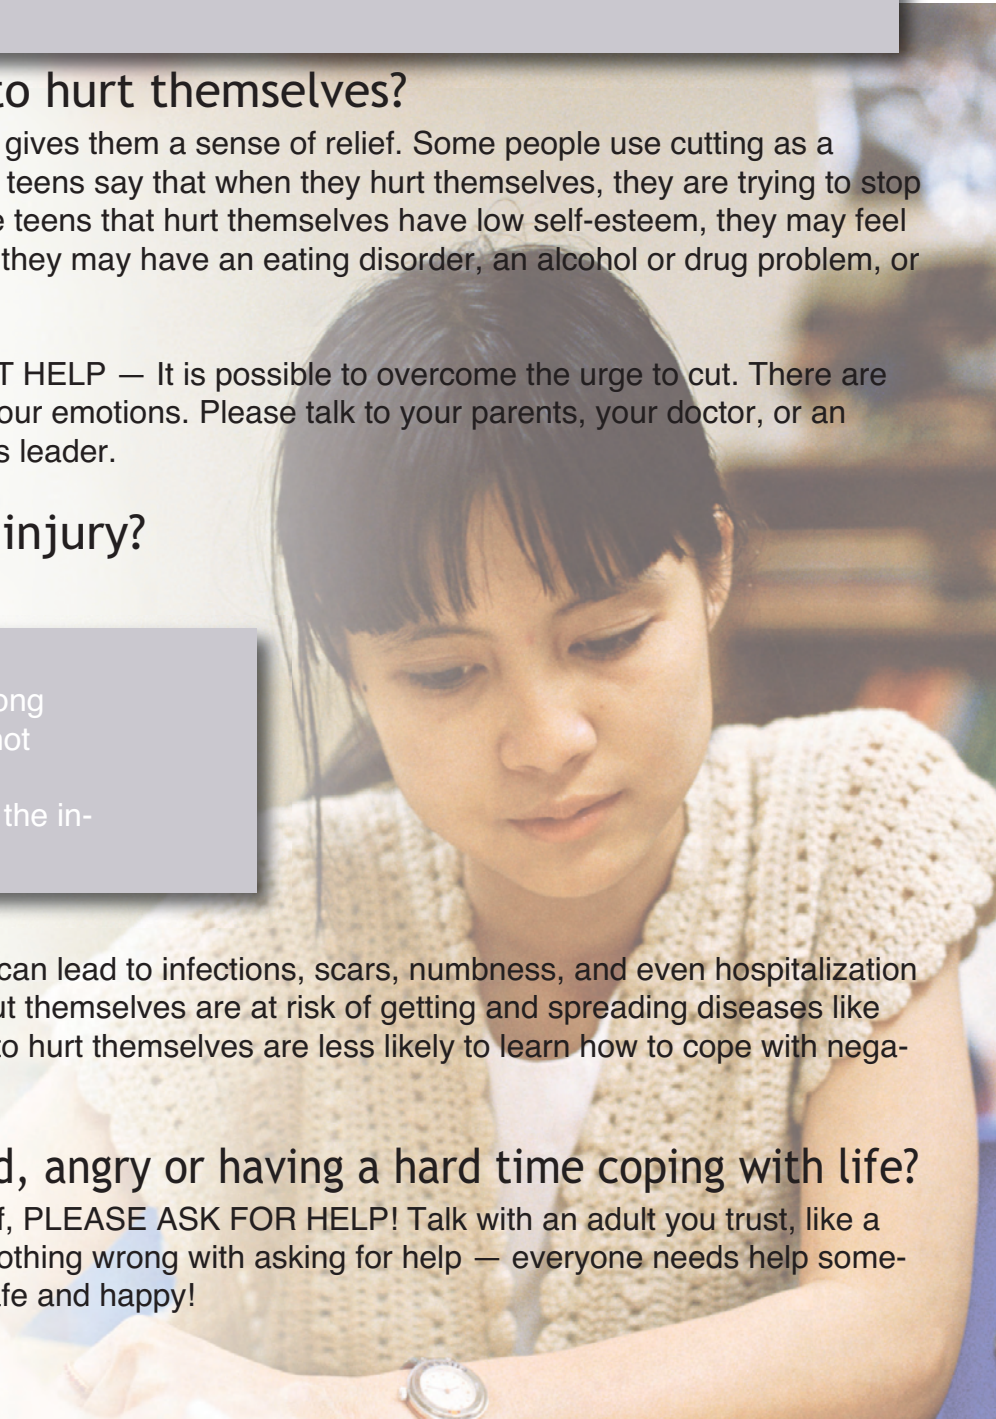 to hurt themselves?
gives them a sense of relief. Some people use cutting as a
teens say that when they hurt themselves, they are trying to stop
teens that hurt themselves have low self-esteem, they may feel
they may have an eating disorder, an alcohol or drug problem, or
T HELP — It is possible to overcome the urge to cut. There are
our emotions. Please talk to your parents, your doctor, or an
s leader.
injury?
ong
not
the in-
can lead to infections, scars, numbness, and even hospitalization
ut themselves are at risk of getting and spreading diseases like
to hurt themselves are less likely to learn how to cope with nega-
d, angry or having a hard time coping with life?
f, PLEASE ASK FOR HELP! Talk with an adult you trust, like a
othing wrong with asking for help — everyone needs help some-
afe and happy!